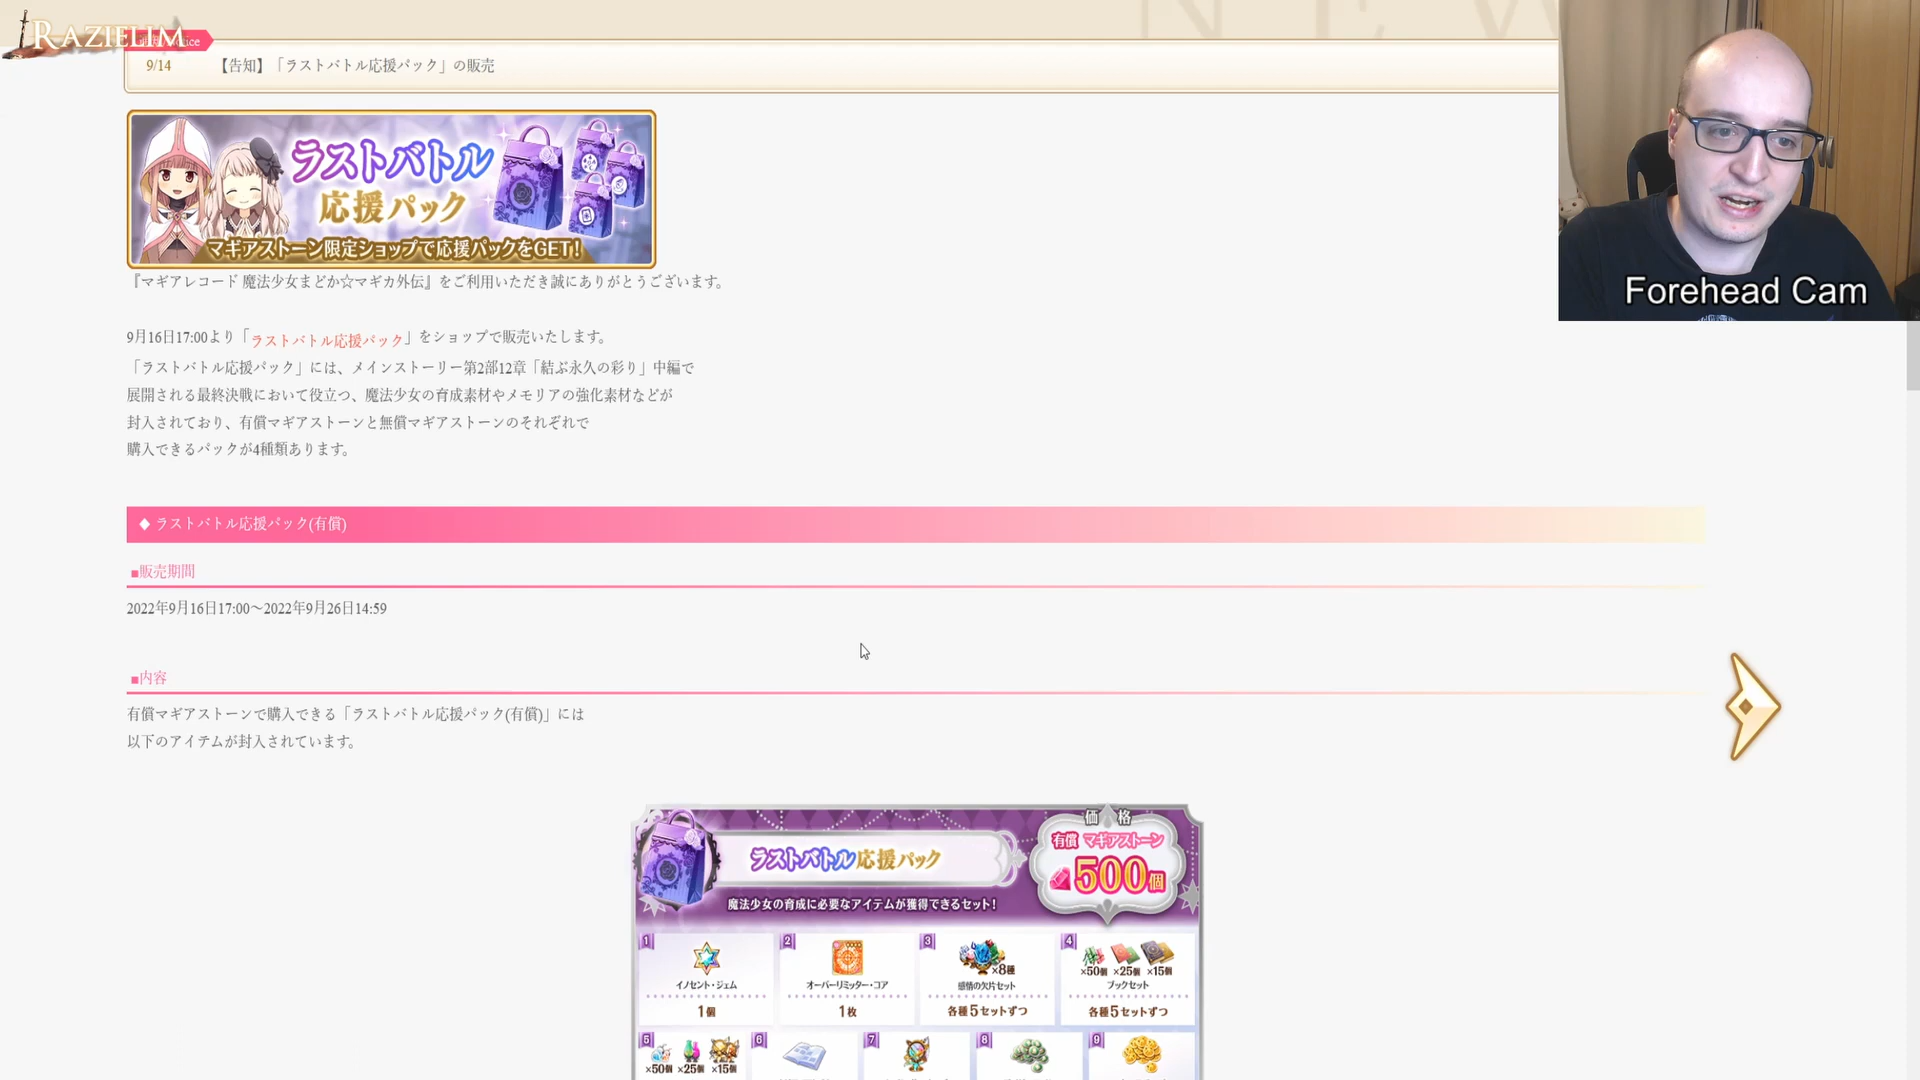 NEW
RAZIELIM
9/14 【告知】「ラストバトル応援パック」の販売
Forehead Cam
ラストバトル
応援パック
マギアストーン限定ショップで応援パックをGET!
『マギアレコード 魔法少女まどか☆マギカ外伝』をご利用いただき誠にありがとうございます。
9月16日17:00より「ラストバトル応援パック」をショップで販売いたします。
「ラストバトル応援パック」には、メインストーリー第2部12章「結ぶ永久の彩り」中編で
展開される最終決戦において役立つ、魔法少女の育成素材やメモリアの強化素材などが
封入されており、有償マギアストーンと無償マギアストーンのそれぞれで
購入できるパックが4種類あります。
♦ ラストバトル応援パック(有償)
■販売期間
2022年9月16日17:00～2022年9月26日14:59
■内容
有償マギアストーンで購入できる「ラストバトル応援パック(有償)」には
以下のアイテムが封入されています。
価 格
有償 マギアストーン
500個
ラストバトル応援パック
魔法少女の育成に必要なアイテムが獲得できるセット!
1 2 3 4
×8種 ×50個 ×25個 ×15個
イノセント・ジェム オーバーリミッター・コア 感情の欠片セット ブックセット
1個 1枚 各種5セットずつ 各種5セットずつ
5 6 7 8 9
×50個 ×25個 ×15個